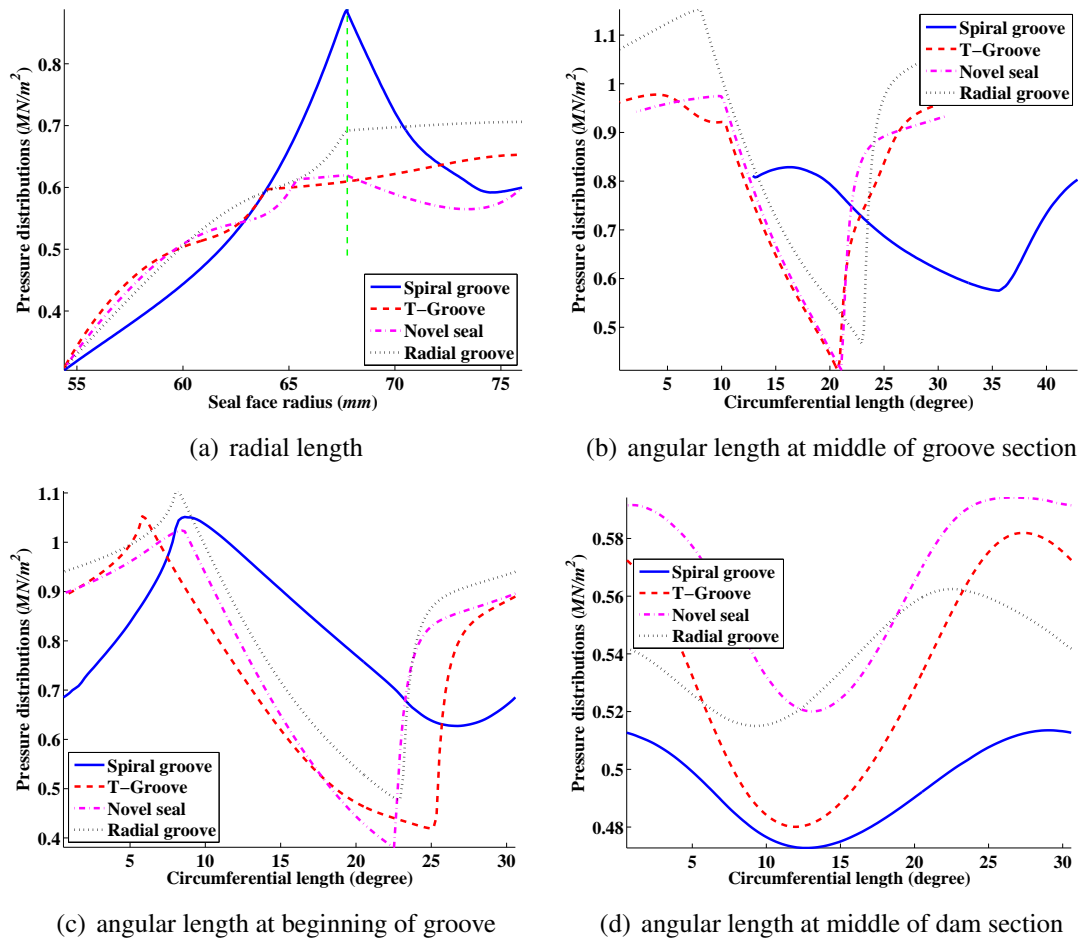 Pressure distributions (MN/m²)
0.8
0.7
0.6
0.5
0.4
55
60
65
70
75
Seal face radius (mm)
Spiral groove
T-Groove
Novel seal
Radial groove
(a) radial length
Pressure distributions (MN/m²)
1.1
1
0.9
0.8
0.7
0.6
0.5
5
10
15
20
25
30
35
40
Circumferential length (degree)
Spiral groove
T-Groove
Novel seal
Radial groove
(b) angular length at middle of groove section
Pressure distributions (MN/m²)
1.1
1
0.9
0.8
0.7
0.6
0.5
0.4
5
10
15
20
25
30
Circumferential length (degree)
Spiral groove
T-Groove
Novel seal
Radial groove
(c) angular length at beginning of groove
Pressure distributions (MN/m²)
0.58
0.56
0.54
0.52
0.5
0.48
5
10
15
20
25
30
Circumferential length (degree)
Spiral groove
T-Groove
Novel seal
Radial groove
(d) angular length at middle of dam section